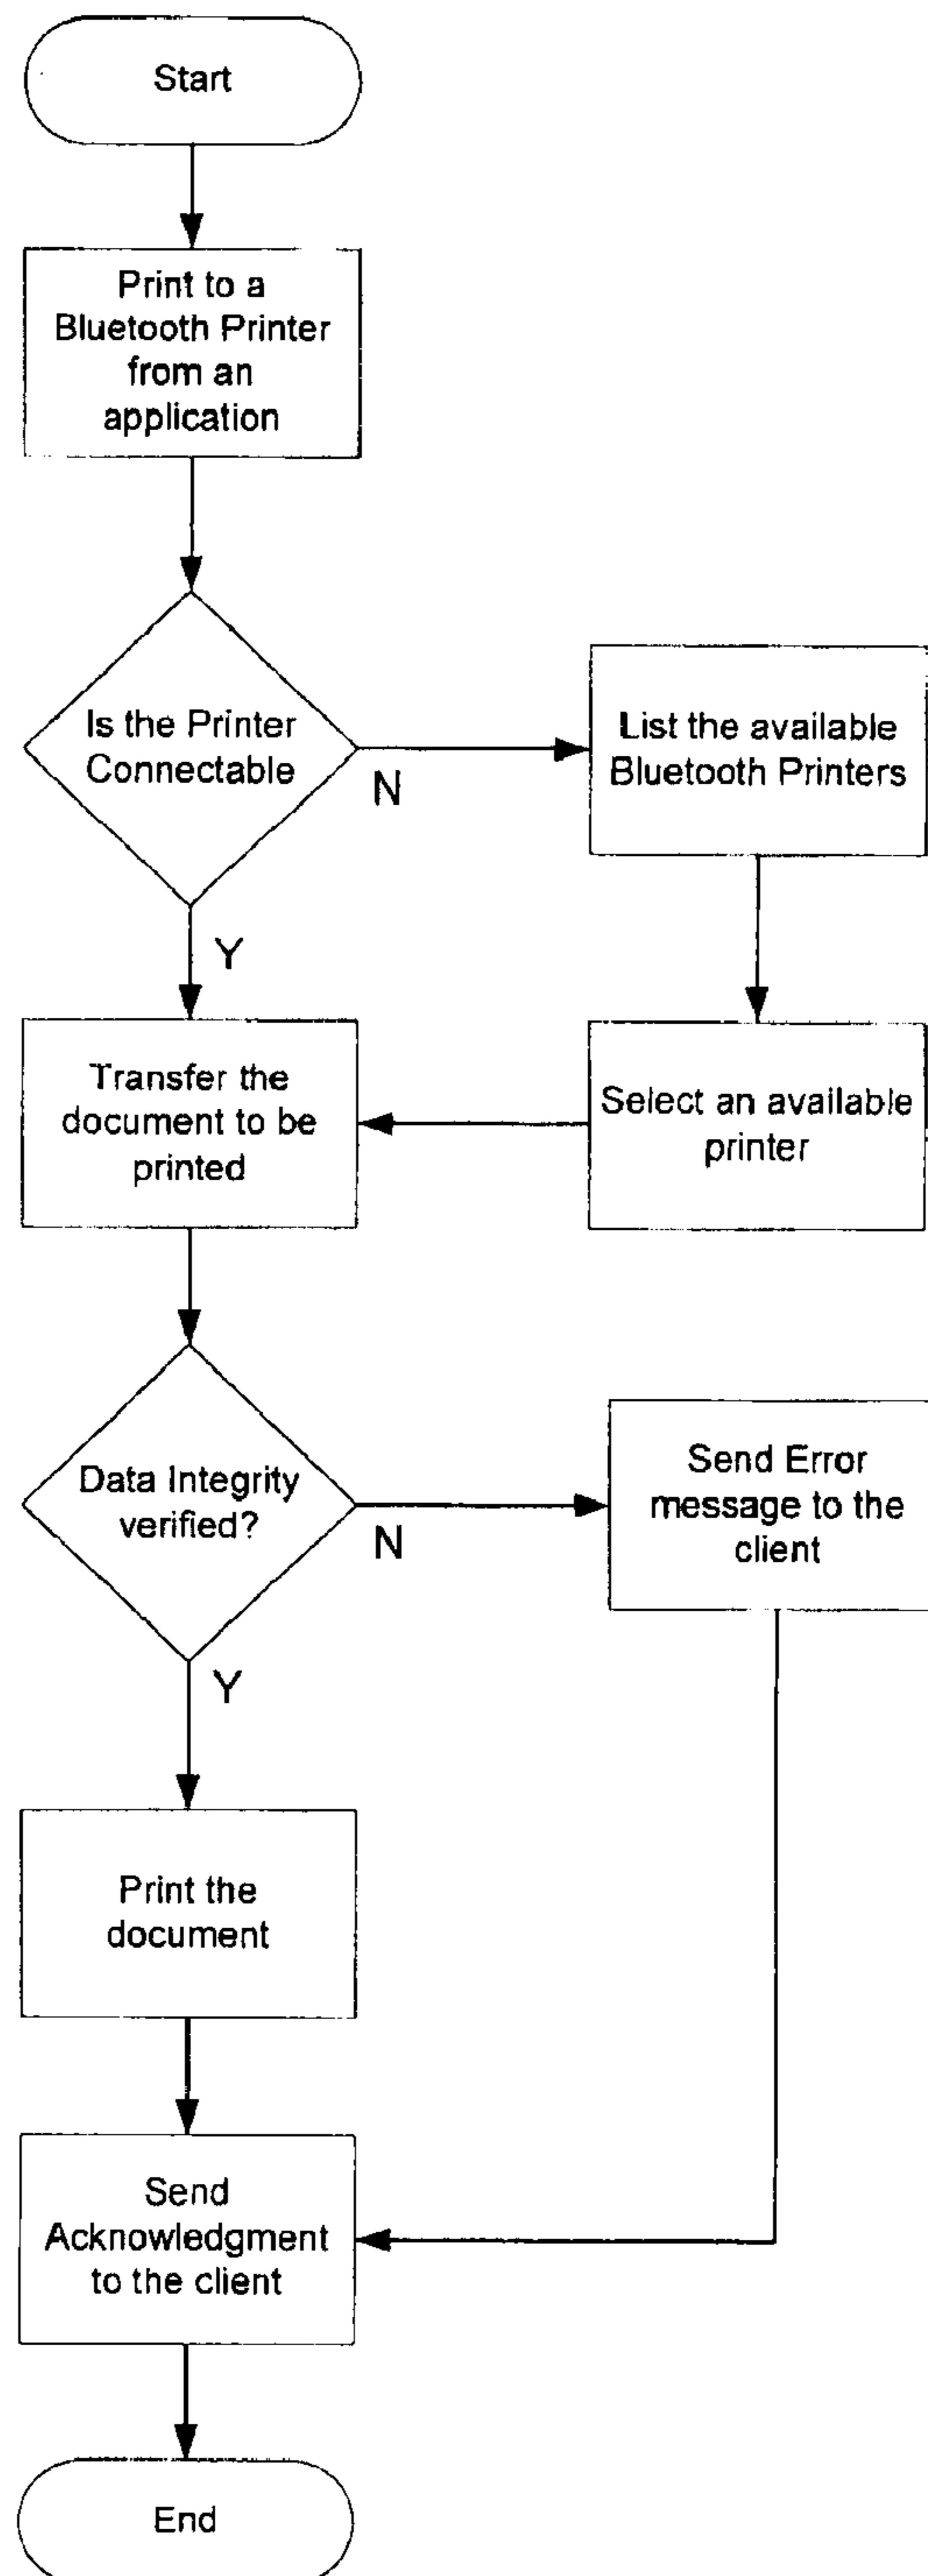 Start
Print to a
Bluetooth Printer
from an
application
Is the Printer
Connectable
N
List the available
Bluetooth Printers
Y
Transfer the
document to be
printed
Select an available
printer
Data Integrity
verified?
N
Send Error
message to the
client
Y
Print the
document
Send
Acknowledgment
to the client
End